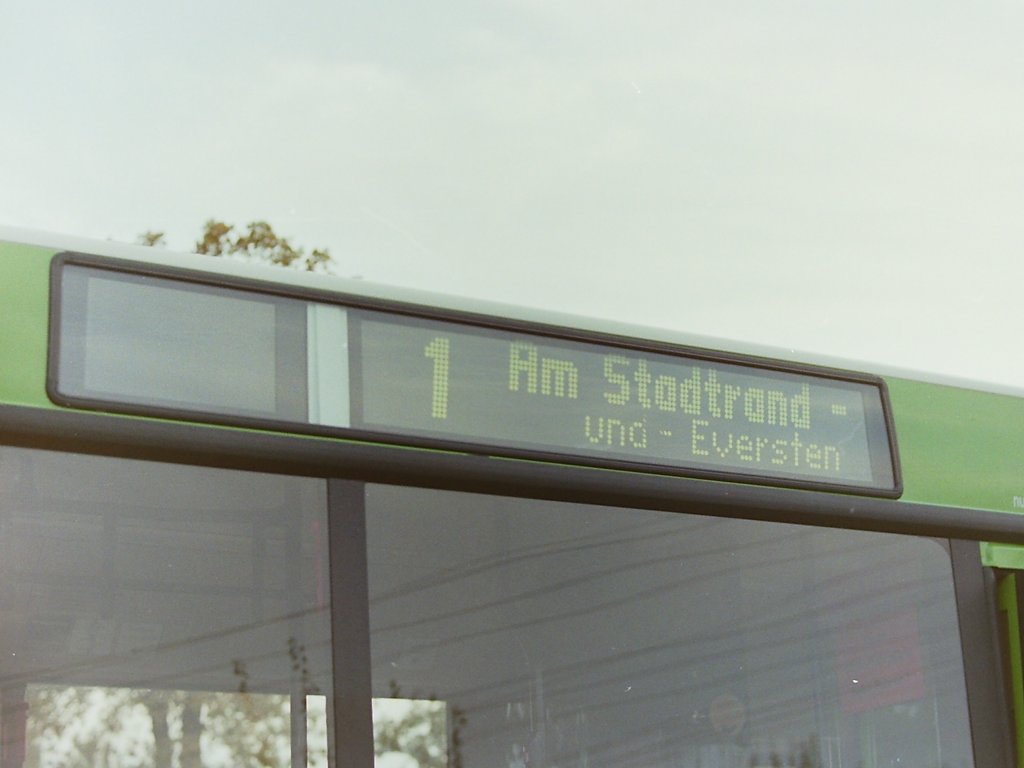 1 Am Stadtrand -
und - Eversten